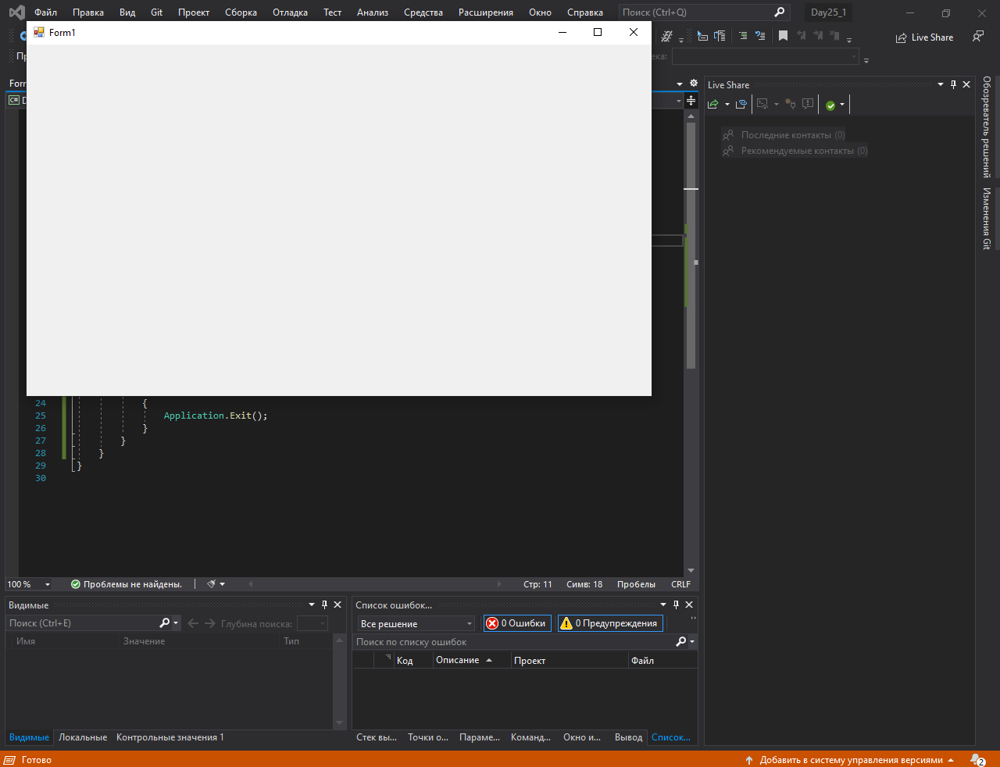 Файл Правка Вид Git Проект Сборка Отладка Тест Анализ Средства Расширения Окно Справка Поиск (Ctrl+Q) Day25_1
Form1
Live Share
Пр
ека:
For
Live Share
C#
Последние контакты (0)
Рекомендуемые контакты (0)
Обозреватель решений
Изменения Git
24 {
25 Application.Exit();
26 }
27 }
28 }
29 }
30
100 % Проблемы не найдены. Стр: 11 Симв: 18 Пробелы CRLF
Видимые
Поиск (Ctrl+E) Глубина поиска:
Имя Значение Тип
Видимые Локальные Контрольные значения 1
Список ошибок...
Все решение 0 Ошибки 0 Предупреждения
Поиск по списку ошибок
Код Описание Проект Файл
Стек вы... Точки о... Параме... Команд... Окно и... Вывод Список...
Готово Добавить в систему управления версиями 2